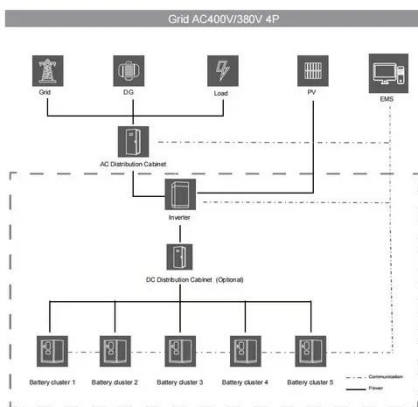 Grid AC400V/380V 4P
Grid
DG
Load
PV
EMS
AC Distribution Cabinet
Inverter
DC Distribution Cabinet (Optional)
Battery cluster 1
Battery cluster 2
Battery cluster 3
Battery cluster 4
Battery cluster 5
Communication
Power